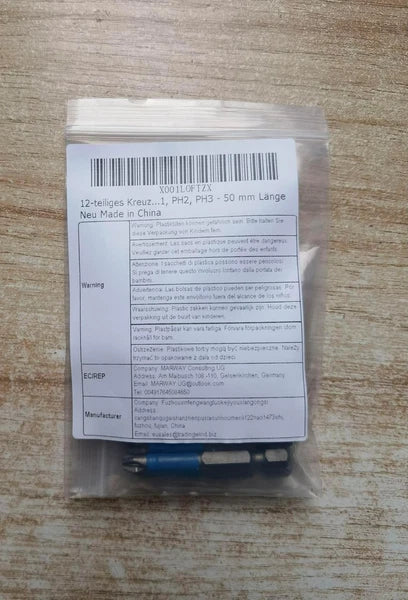 X001L0FTZX
12-teiliges Kreuz...1, PH2, PH3 - 50 mm Länge
Neu Made in China
Warning
Warnung: Plastiktüten können gefährlich sein. Bitte halten Sie
diese Verpackung von Kindern fern.
Avertissement: Les sacs en plastique peuvent être dangereux.
Veuillez garder cet emballage hors de portée des enfants
Attenzione: I sacchetti di plastica possono essere pericolosi.
Si prega di tenere questo involucro lontano dalla portata dei
bambini.
Advertencia: Las bolsas de plástico pueden ser peligrosas. Por
favor, mantenga este envoltorio fuera del alcance de los niños.
Waarschuwing: Plastic zakken kunnen gevaarlijk zijn. Houd deze
verpakking uit de buurt van kinderen.
Varning: Plastpåsar kan vara farliga. Förvara förpackningen utom
räckhåll för barn.
Ostrzeżenie: Plastikowe torby mogą być niebezpieczne. Należy
trzymać to opakowanie z dala od dzieci.
EC/REP
Company: MARWAY Consulting UG
Address: Am Maibusch 108 -110, Gelsenkirchen, Germany
Email: MARWAY.UG@outlook.com
Tel:
Manufacturer
Company:
Address:
fuzhou, fujian, China
Email: